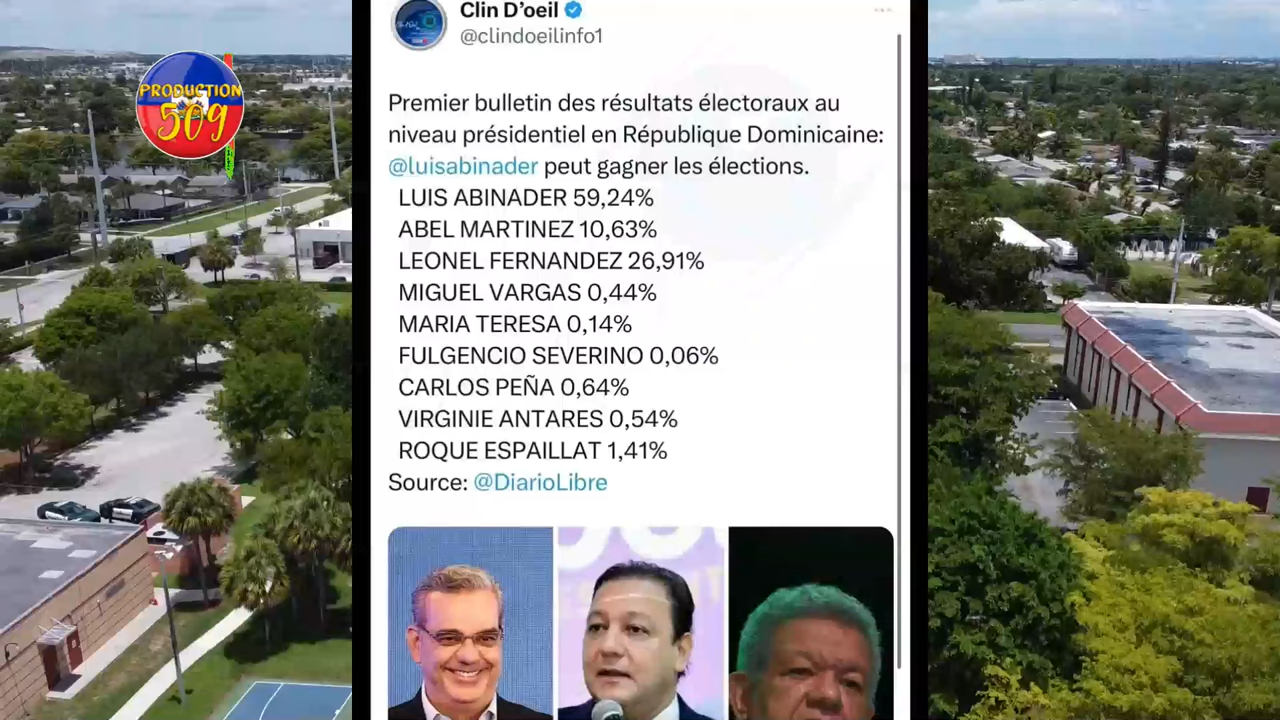 Clin D'oeil
@clindoeilinfo1
PRODUCTION
509
Premier bulletin des résultats électoraux au
niveau présidentiel en République Dominicaine:
@luisabinader peut gagner les élections.
LUIS ABINADER 59,24%
ABEL MARTINEZ 10,63%
LEONEL FERNANDEZ 26,91%
MIGUEL VARGAS 0,44%
MARIA TERESA 0,14%
FULGENCIO SEVERINO 0,06%
CARLOS PEÑA 0,64%
VIRGINIE ANTARES 0,54%
ROQUE ESPAILLAT 1,41%
Source: @DiarioLibre